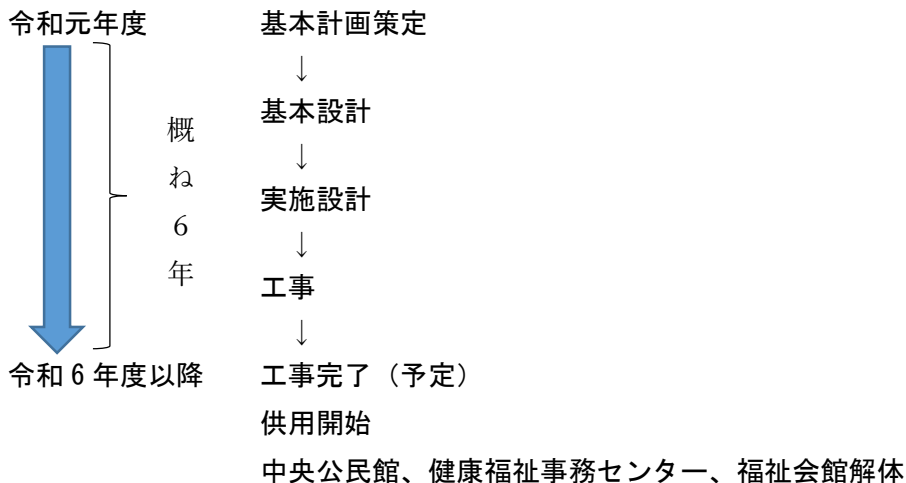 令和元年度 基本計画策定
↓
基本設計
↓
実施設計
↓
工事
↓
概ね６年
令和６年度以降 工事完了（予定）
供用開始
中央公民館、健康福祉事務センター、福祉会館解体